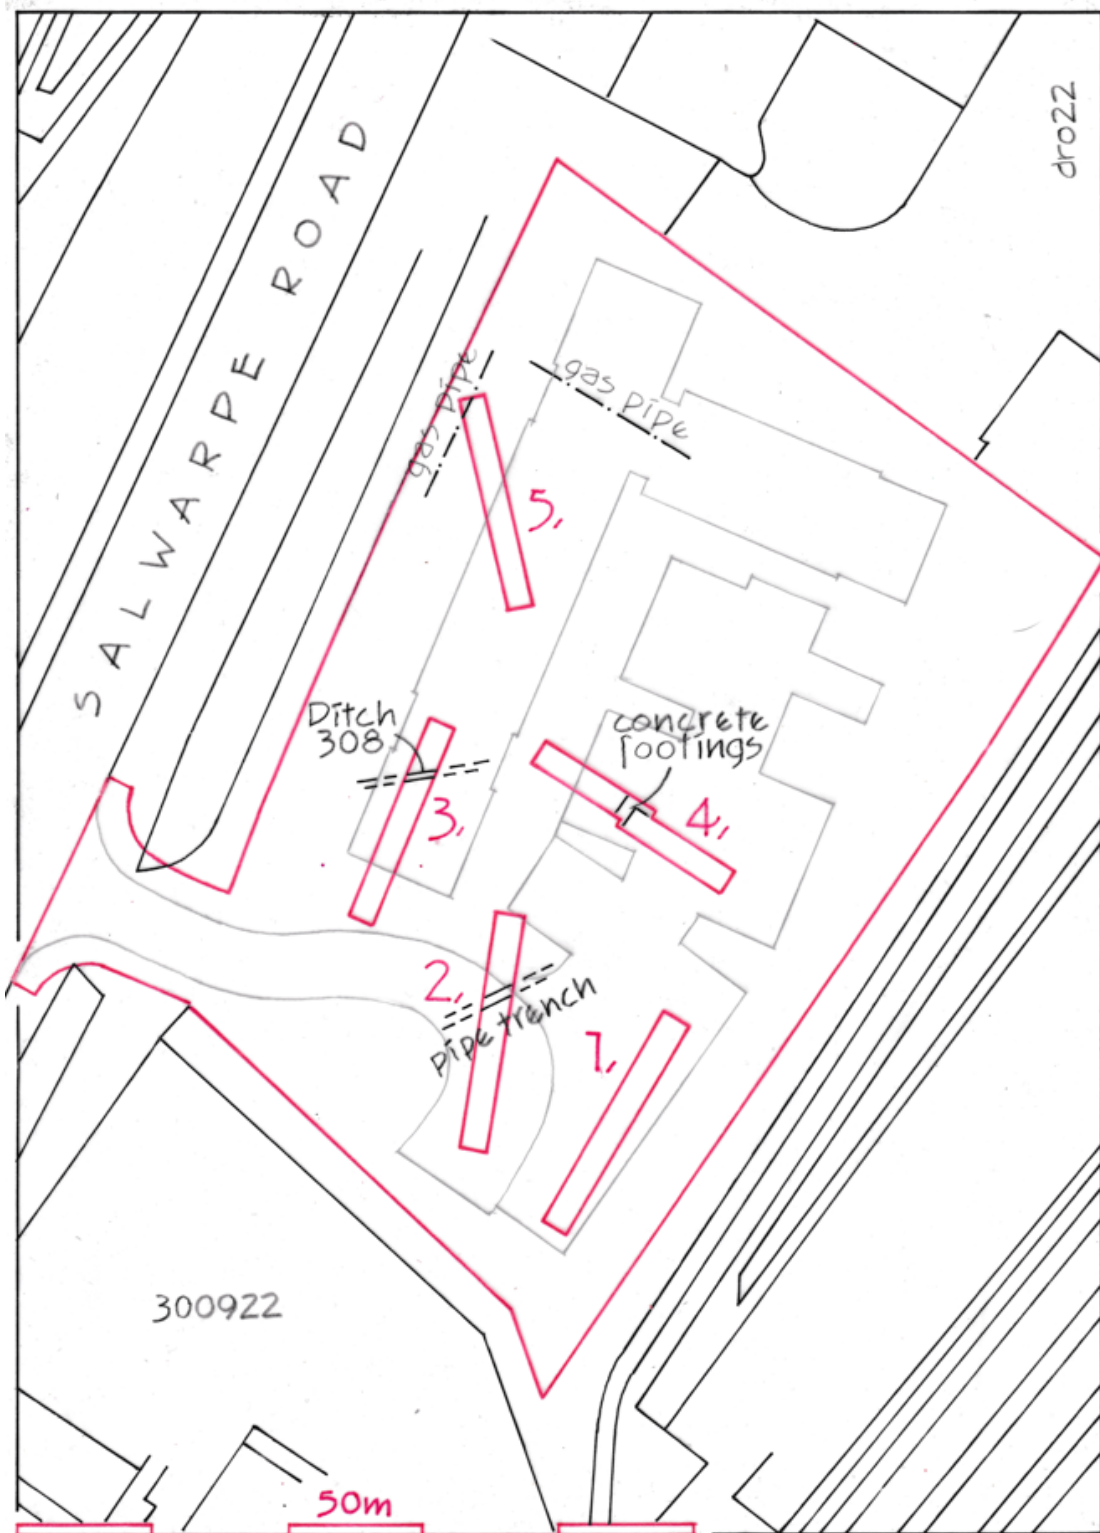 dro22
SALWARPE ROAD
gas pipe
gas pipe
5,
Ditch
308
concrete
footings
3,
4,
2,
pipe trench
1,
300922
50m